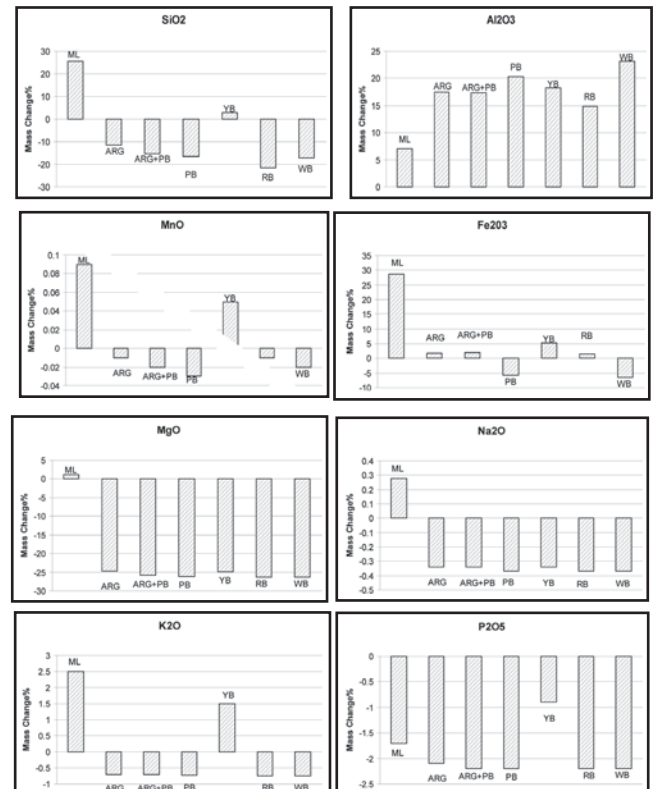 SiO2
Mass Change%
30
20
10
0
-10
-20
-30
ML
ARG
ARG+PB
PB
YB
RB
WB
Al2O3
Mass Change%
25
20
15
10
5
0
ML
ARG
ARG+PB
PB
YB
RB
WB
MnO
Mass Change%
0.1
0.08
0.06
0.04
0.02
0
-0.02
-0.04
ML
ARG
ARG+PB
PB
YB
WB
Fe203
Mass Change%
35
30
25
20
15
10
5
0
-5
-10
ML
ARG
ARG+PB
PB
YB
RB
WB
MgO
Mass Change%
5
0
-5
-10
-15
-20
-25
-30
ML
ARG
ARG+PB
PB
YB
RB
WB
Na2O
Mass Change%
0.4
0.3
0.2
0.1
0
-0.1
-0.2
-0.3
-0.4
-0.5
ML
ARG
ARG+PB
PB
YB
RB
WB
K2O
Mass Change%
3
2.5
2
1.5
1
0.5
0
-0.5
-1
ML
ARG
ARG+PB
PB
YB
RB
WB
P2O5
Mass Change%
0
-0.5
-1
-1.5
-2
-2.5
ML
ARG
ARG+PB
PB
YB
RB
WB